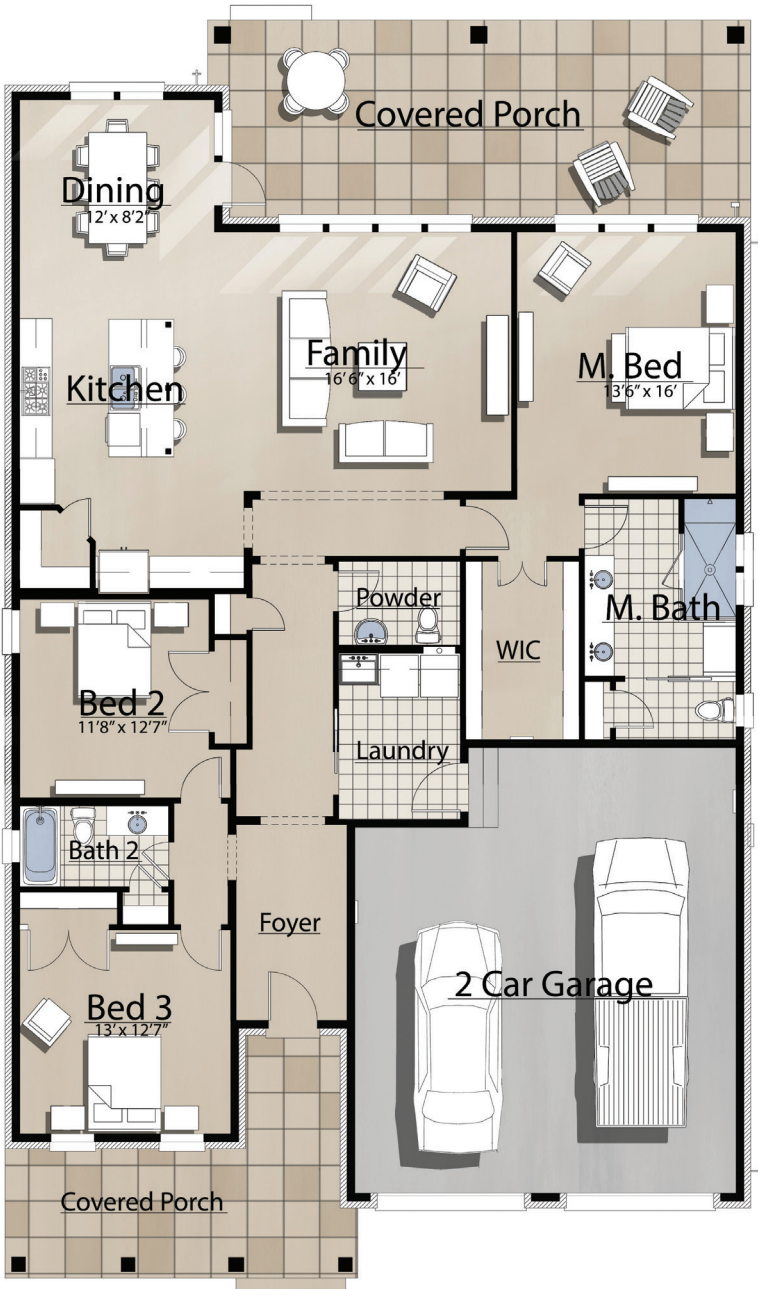 Covered Porch
Dining
12' x 8'2"
Family
16' 6" x 16'
M. Bed
13'6" x 16'
Kitchen
Powder
M. Bath
WIC
Bed 2
11'8" x 12'7"
Laundry
Bath 2
Foyer
2 Car Garage
Bed 3
13' x 12'7"
Covered Porch